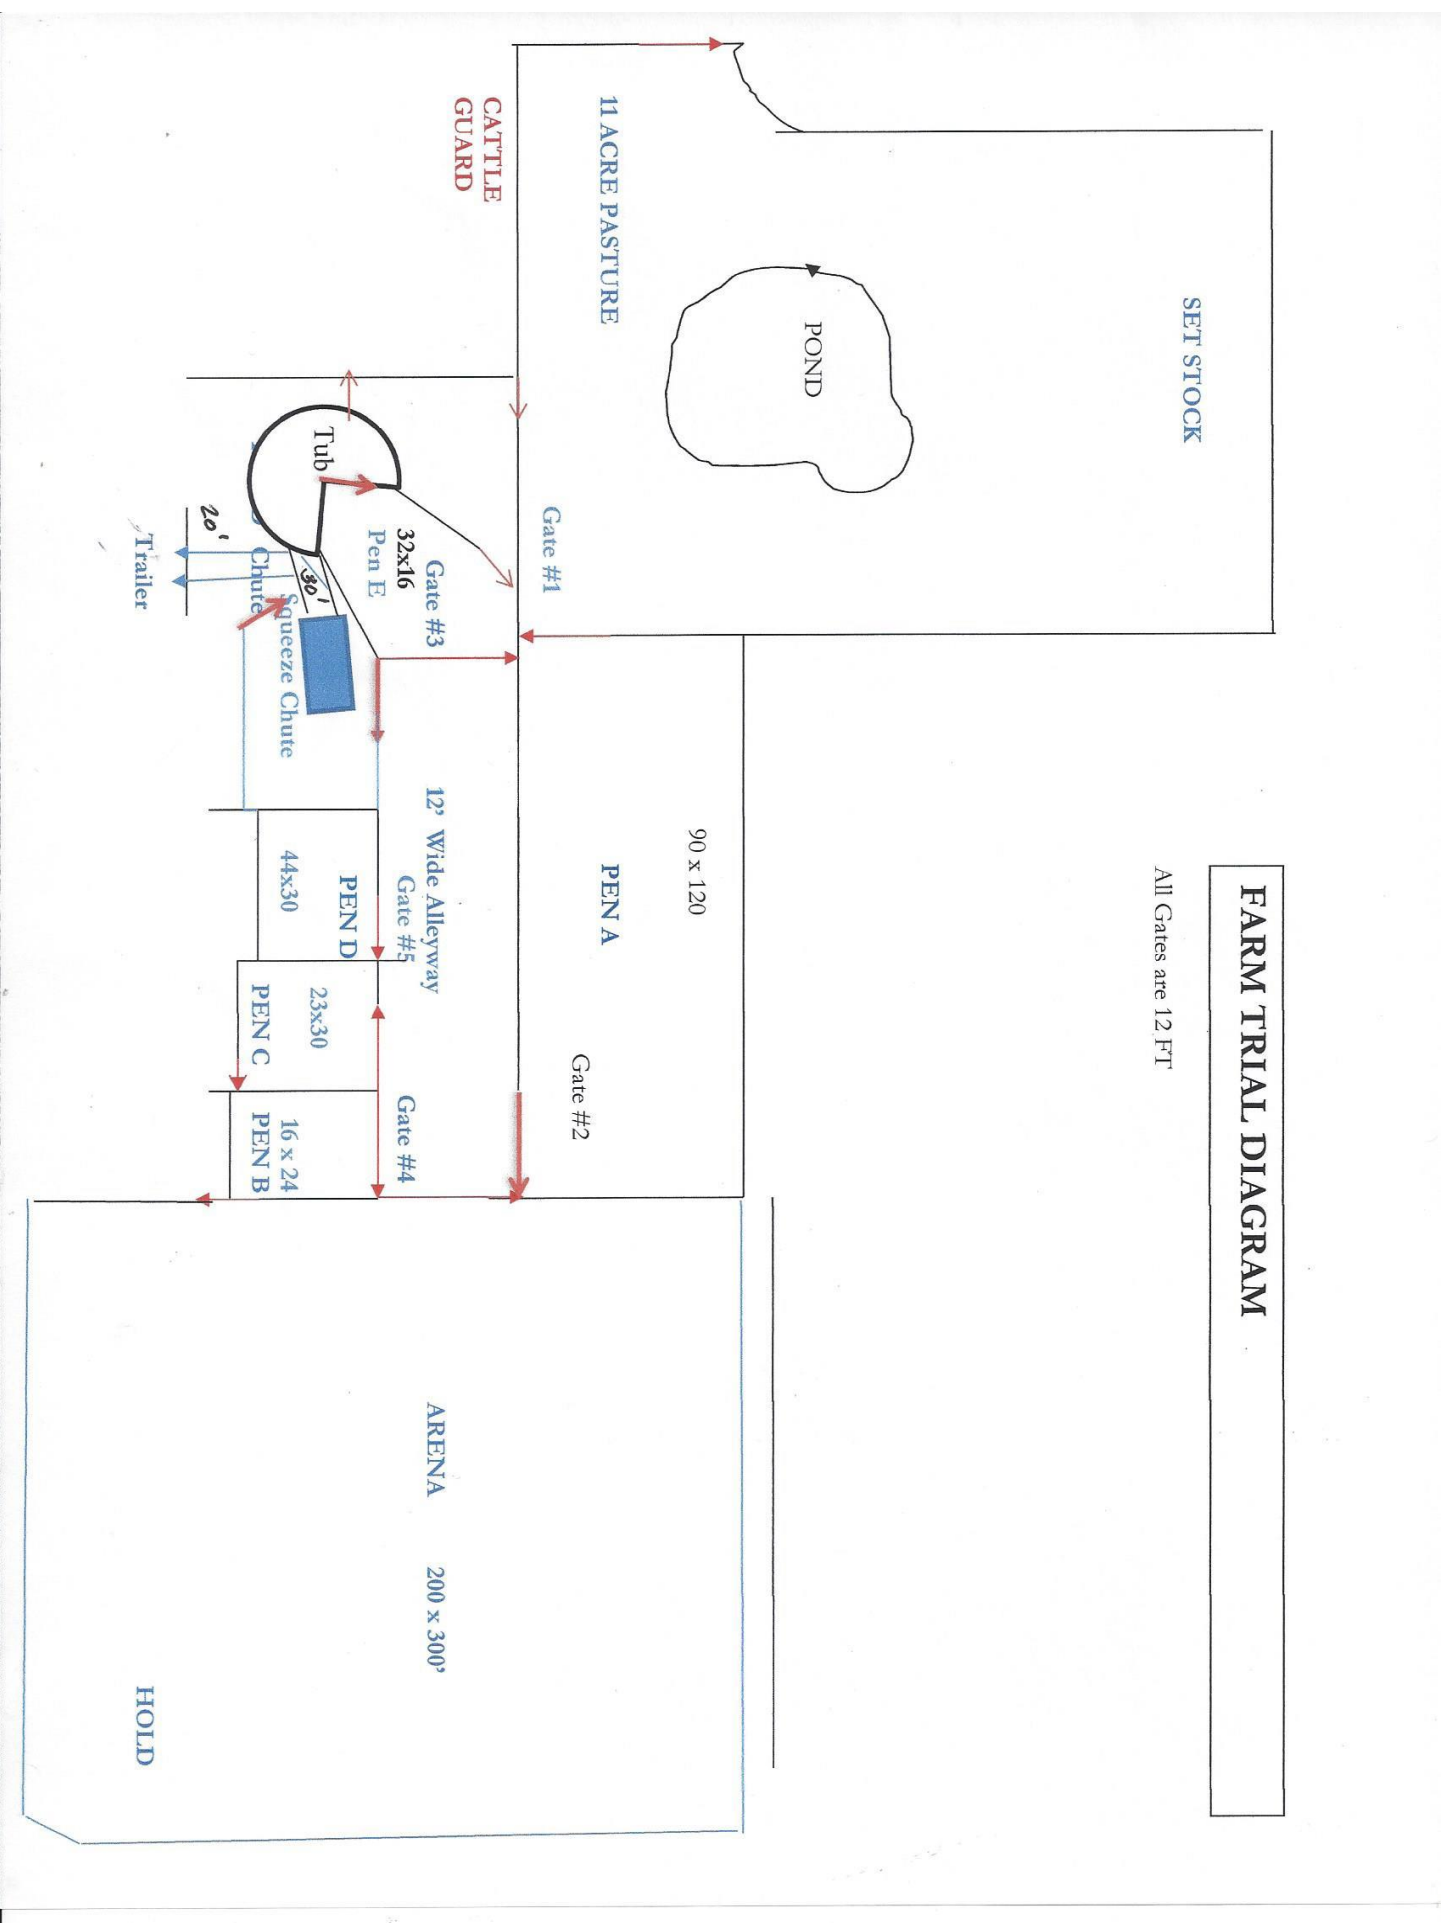 FARM TRIAL DIAGRAM
All Gates are 12 FT
SET STOCK
POND
11 ACRE PASTURE
90 x 120
PEN A
Gate #2
Gate #1
CATTLE
GUARD
Gate #3
12' Wide Alleyway
Gate #5
Gate #4
32x16
Pen E
Tub
30'
PEN D
44x30
23x30
PEN C
16 x 24
PEN B
Squeeze Chute
Chute
20'
Trailer
ARENA 200 x 300'
HOLD